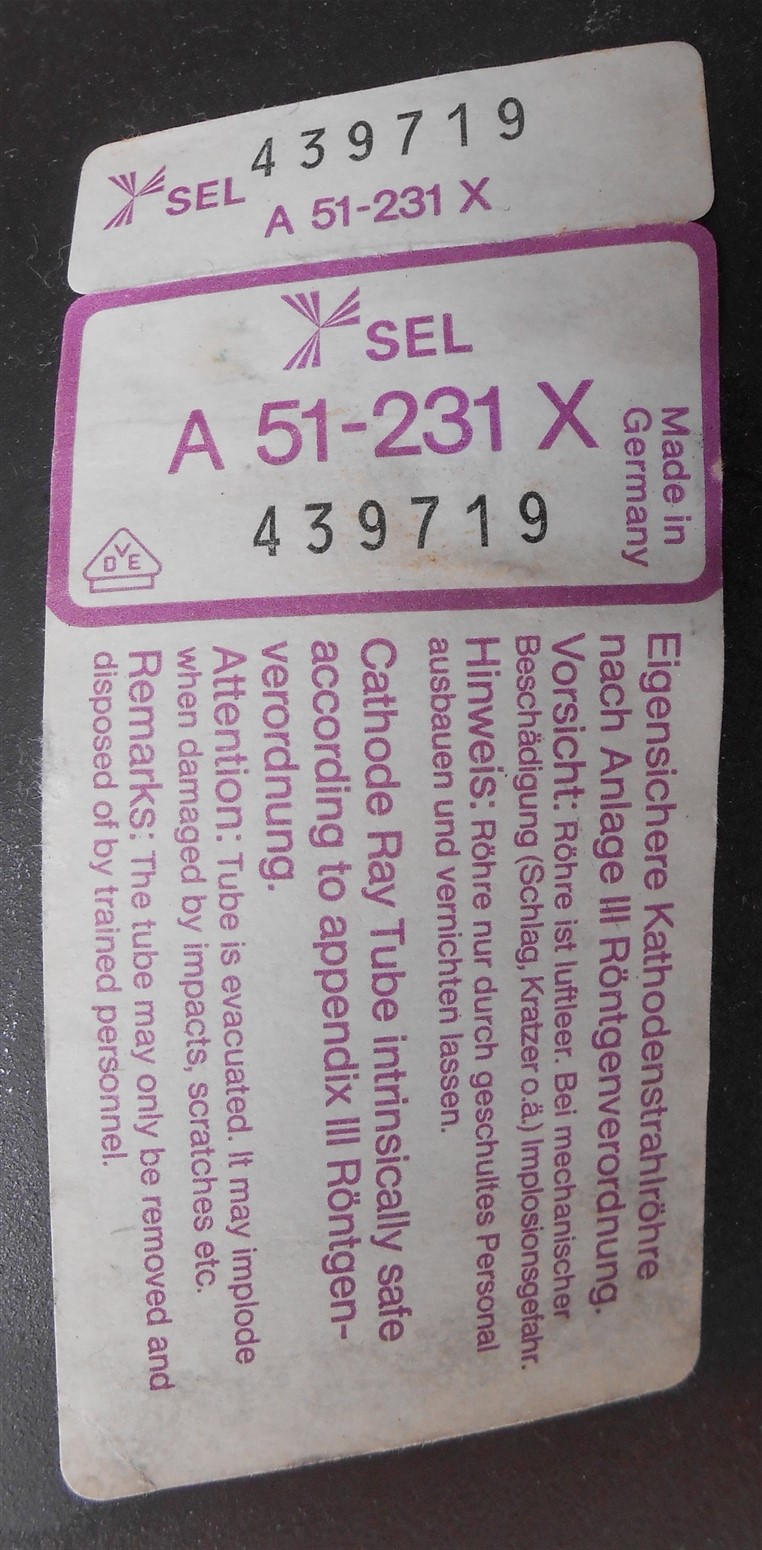 SEL 439719
A 51-231 X
SEL
A 51-231 X
439719
Made in
Germany
DVE
Eigensichere Kathodenstrahlröhre
nach Anlage III Röntgenverordnung.
Vorsicht: Röhre ist luftleer. Bei mechanischer
Beschädigung (Schlag, Kratzer o.ä.) Implosionsgefahr.
Hinweis: Röhre nur durch geschultes Personal
ausbauen und vernichten lassen.
Cathode Ray Tube intrinsically safe
according to appendix III Röntgen-
verordnung.
Attention: Tube is evacuated. It may implode
when damaged by impacts, scratches etc.
Remarks: The tube may only be removed and
disposed of by trained personnel.